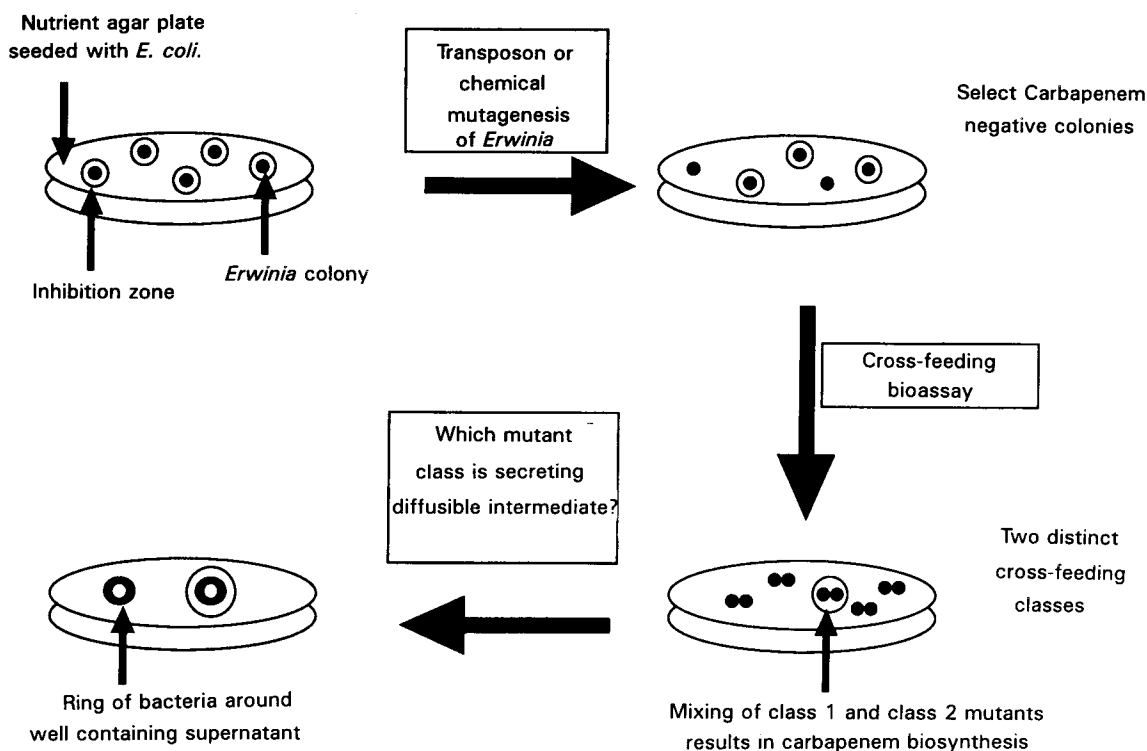 Nutrient agar plate
seeded with E. coli.
Transposon or
chemical
mutagenesis
of Erwinia
Select Carbapenem
negative colonies
Inhibition zone
Erwinia colony
Cross-feeding
bioassay
Which mutant
class is secreting
diffusible intermediate?
Two distinct
cross-feeding
classes
Ring of bacteria around
well containing supernatant
Mixing of class 1 and class 2 mutants
results in carbapenem biosynthesis